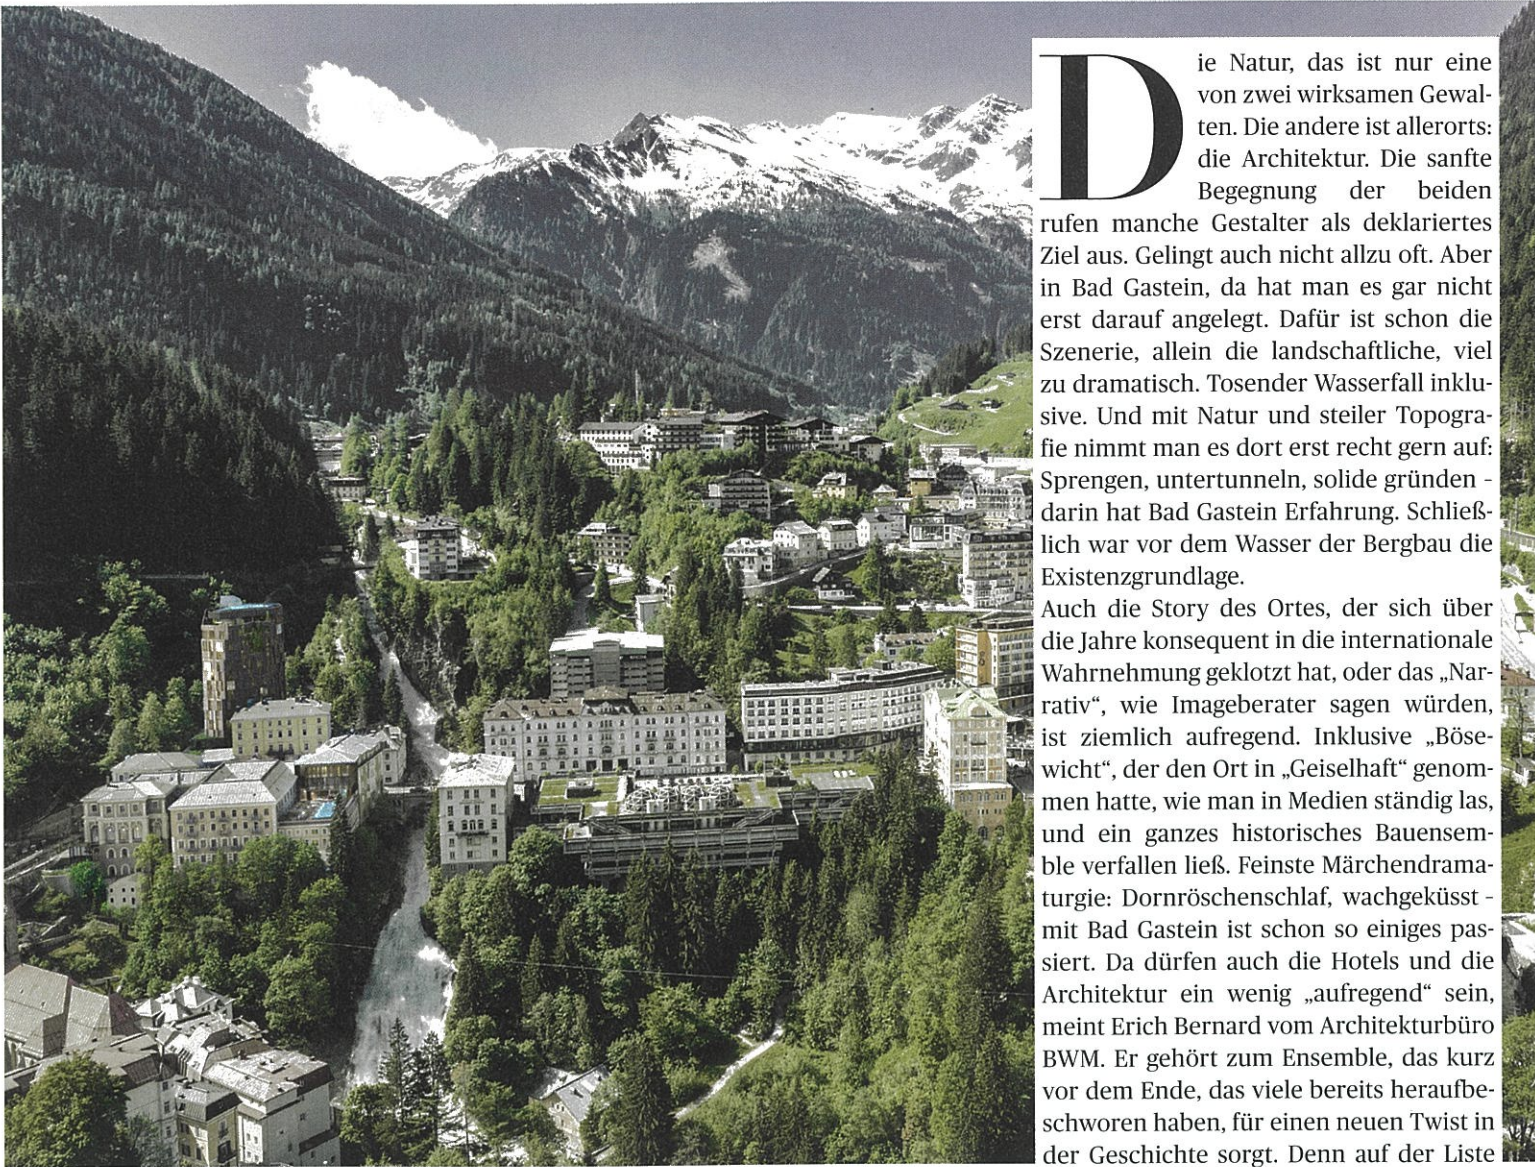 Die Natur, das ist nur eine
von zwei wirksamen Gewal-
ten. Die andere ist allerorts:
die Architektur. Die sanfte
Begegnung der beiden
rufen manche Gestalter als deklariertes
Ziel aus. Gelingt auch nicht allzu oft. Aber
in Bad Gastein, da hat man es gar nicht
erst darauf angelegt. Dafür ist schon die
Szenerie, allein die landschaftliche, viel
zu dramatisch. Tosender Wasserfall inklu-
sive. Und mit Natur und steiler Topogra-
fie nimmt man es dort erst recht gern auf:
Sprengen, untertunneln, solide gründen -
darin hat Bad Gastein Erfahrung. Schließ-
lich war vor dem Wasser der Bergbau die
Existenzgrundlage.
Auch die Story des Ortes, der sich über
die Jahre konsequent in die internationale
Wahrnehmung geklotzt hat, oder das „Nar-
rativ“, wie Imageberater sagen würden,
ist ziemlich aufregend. Inklusive „Böse-
wicht“, der den Ort in „Geiselhaft“ genom-
men hatte, wie man in Medien ständig las,
und ein ganzes historisches Bauensem-
ble verfallen ließ. Feinste Märchendrama-
turgie: Dornröschenschlaf, wachgeküsst -
mit Bad Gastein ist schon so einiges pas-
siert. Da dürfen auch die Hotels und die
Architektur ein wenig „aufregend“ sein,
meint Erich Bernard vom Architekturbüro
BWM. Er gehört zum Ensemble, das kurz
vor dem Ende, das viele bereits heraufbe-
schworen haben, für einen neuen Twist in
der Geschichte sorgt. Denn auf der Liste